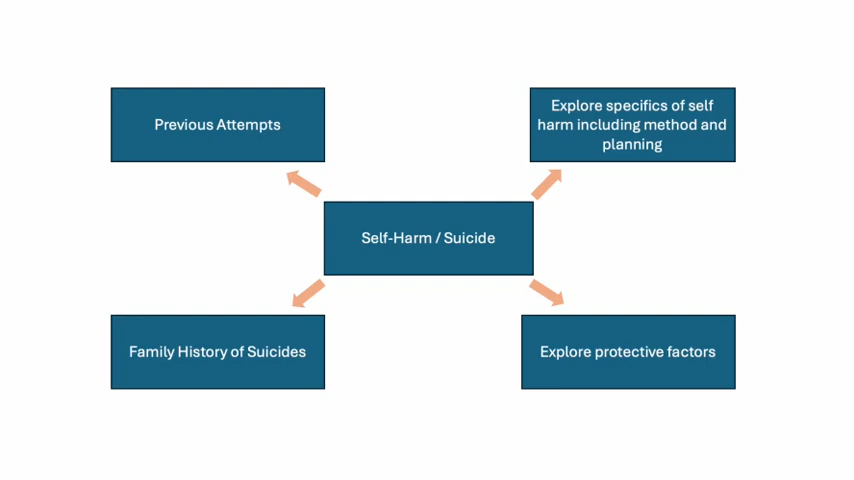 Previous Attempts
Explore specifics of self
harm including method and
planning
Self-Harm / Suicide
Family History of Suicides
Explore protective factors